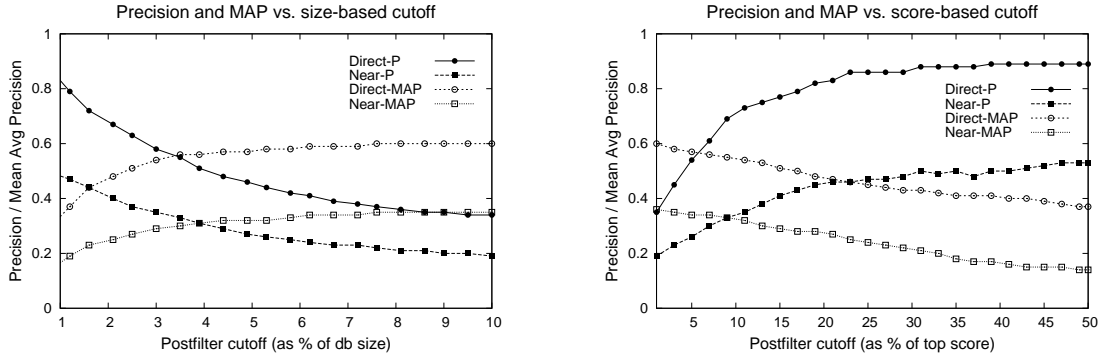 Precision and MAP vs. size-based cutoff
Precision / Mean Avg Precision
1
0.8
0.6
0.4
0.2
0
Direct-P
Near-P
Direct-MAP
Near-MAP
1 2 3 4 5 6 7 8 9 10
Postfilter cutoff (as % of db size)
Precision and MAP vs. score-based cutoff
Precision / Mean Avg Precision
1
0.8
0.6
0.4
0.2
0
Direct-P
Near-P
Direct-MAP
Near-MAP
5 10 15 20 25 30 35 40 45 50
Postfilter cutoff (as % of top score)